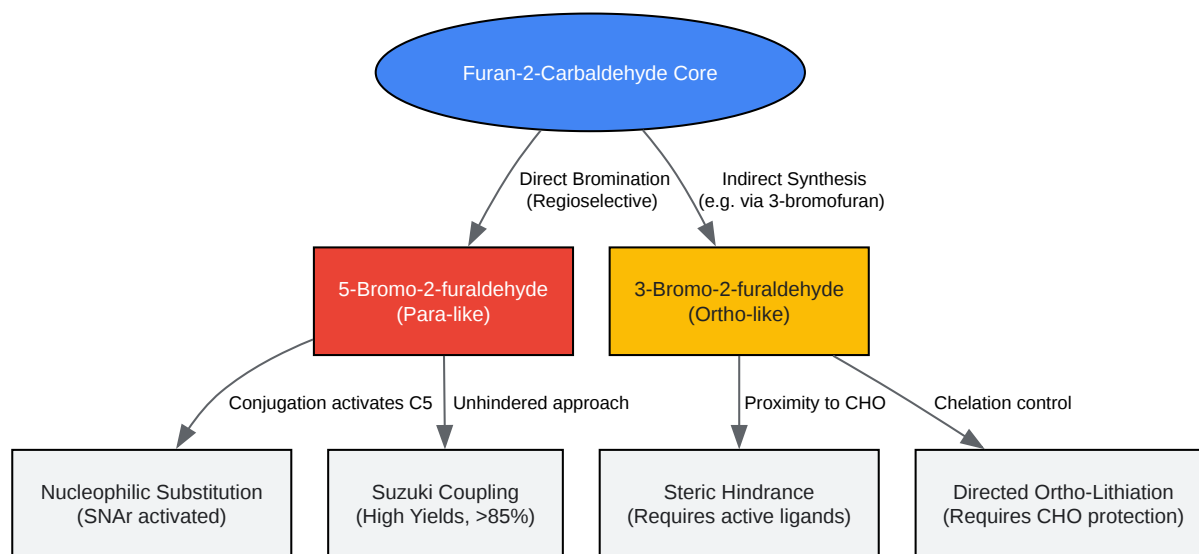 Furan-2-Carbaldehyde Core
Direct Bromination
(Regioselective)
Indirect Synthesis
(e.g. via 3-bromofuran)
5-Bromo-2-furaldehyde
(Para-like)
3-Bromo-2-furaldehyde
(Ortho-like)
Conjugation activates C5
Unhindered approach
Proximity to CHO
Chelation control
Nucleophilic Substitution
(SNAr activated)
Suzuki Coupling
(High Yields, >85%)
Steric Hindrance
(Requires active ligands)
Directed Ortho-Lithiation
(Requires CHO protection)